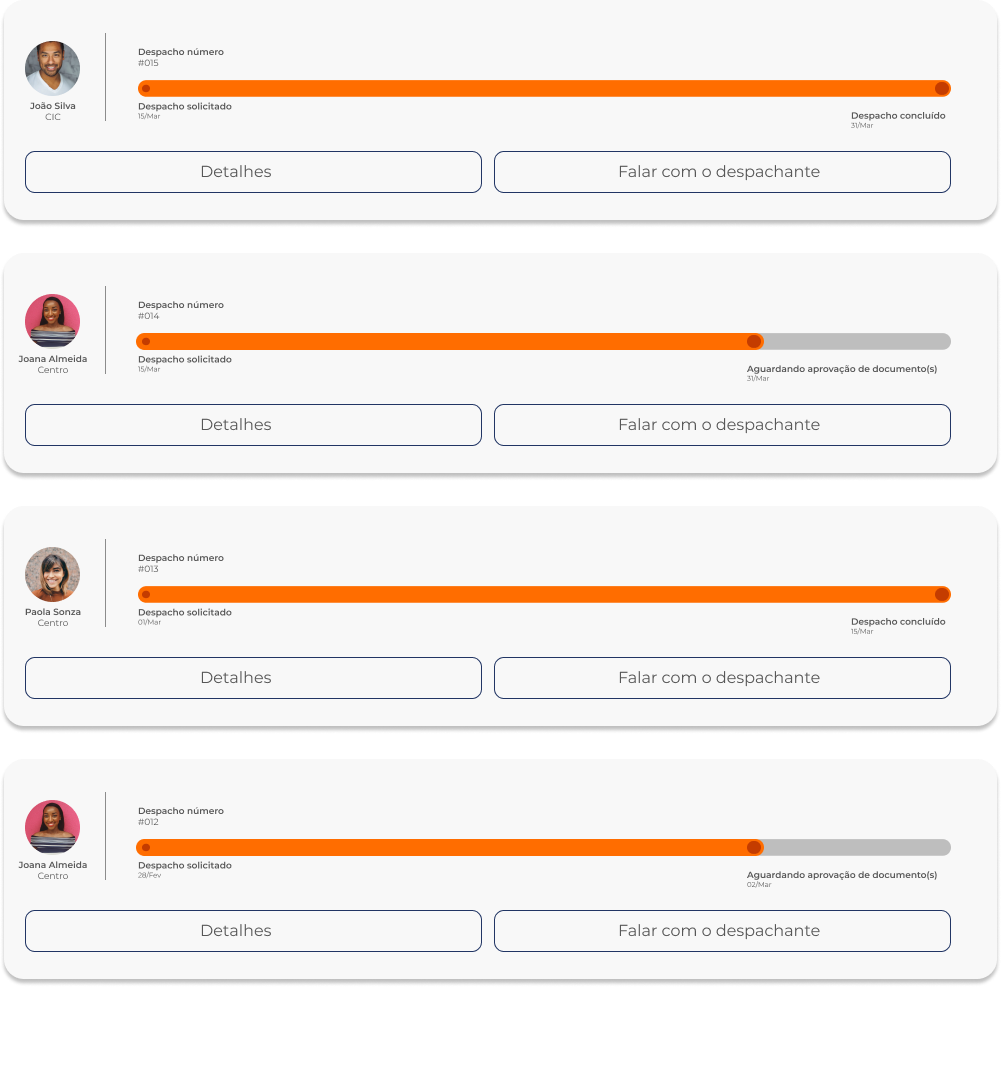 Despacho número
#015
João Silva
CIC
Despacho solicitado
15/Mar
Despacho concluído
31/Mar
Detalhes
Falar com o despachante
Despacho número
#014
Joana Almeida
Centro
Despacho solicitado
15/Mar
Aguardando aprovação de documento(s)
31/Mar
Detalhes
Falar com o despachante
Despacho número
#013
Paola Sonza
Centro
Despacho solicitado
01/Mar
Despacho concluído
15/Mar
Detalhes
Falar com o despachante
Despacho número
#012
Joana Almeida
Centro
Despacho solicitado
28/Fev
Aguardando aprovação de documento(s)
02/Mar
Detalhes
Falar com o despachante